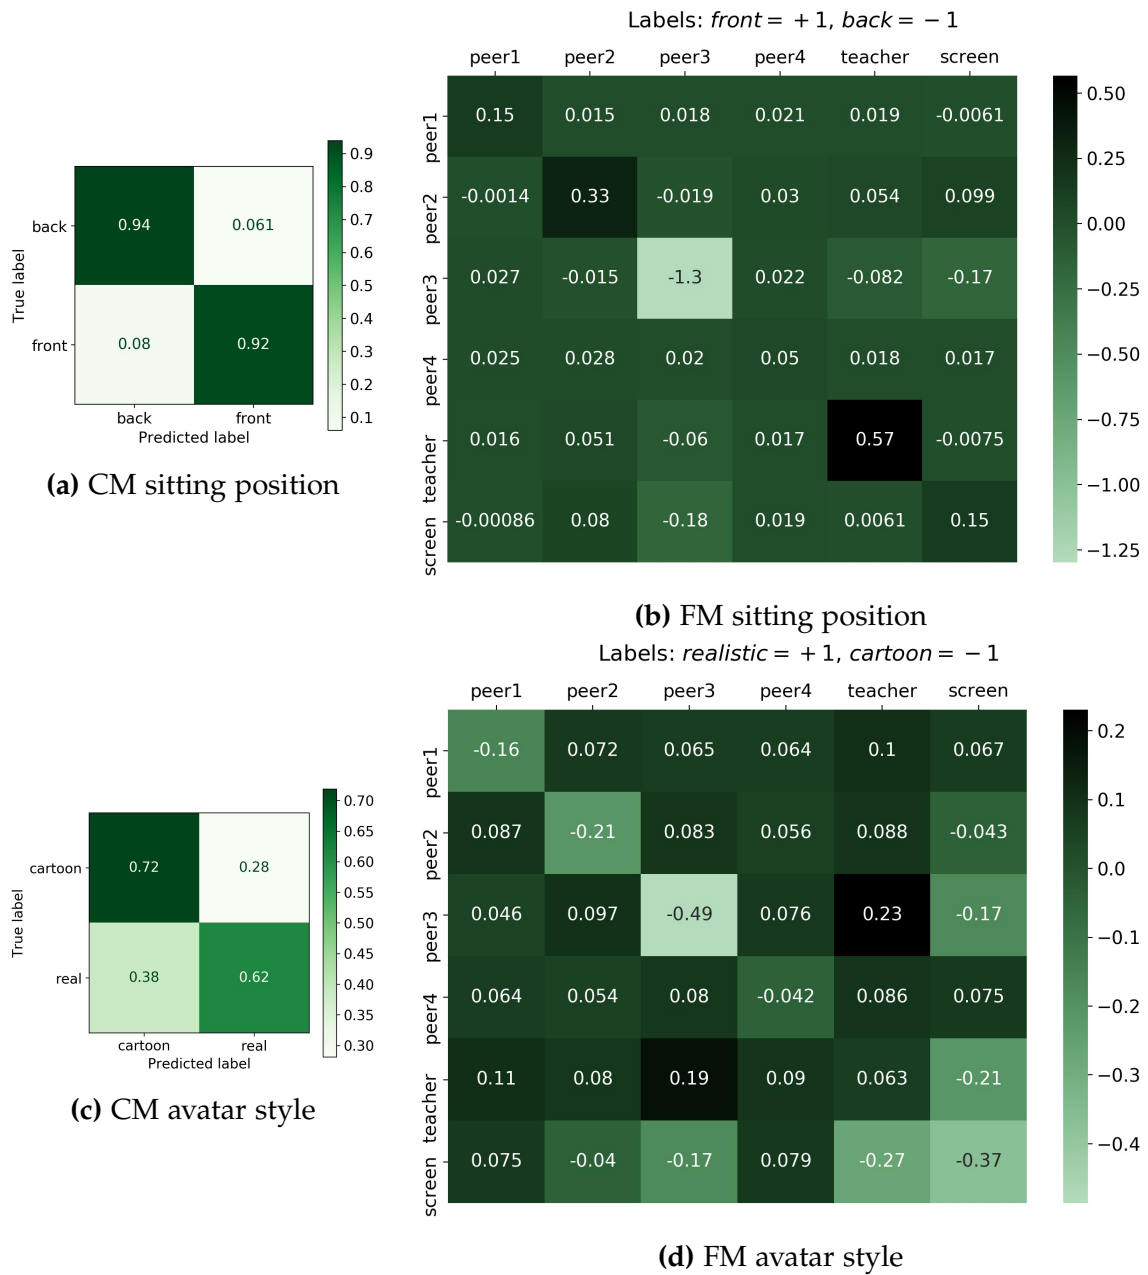 Labels: front = +1, back = −1
peer1 peer2 peer3 peer4 teacher screen
peer1 0.15 0.015 0.018 0.021 0.019 -0.0061
peer2 -0.0014 0.33 -0.019 0.03 0.054 0.099
peer3 0.027 -0.015 -1.3 0.022 -0.082 -0.17
peer4 0.025 0.028 0.02 0.05 0.018 0.017
teacher 0.016 0.051 -0.06 0.017 0.57 -0.0075
screen -0.00086 0.08 -0.18 0.019 0.0061 0.15
0.50
0.25
0.00
−0.25
−0.50
−0.75
−1.00
−1.25
True label
back 0.94 0.061
front 0.08 0.92
back front
Predicted label
0.9
0.8
0.7
0.6
0.5
0.4
0.3
0.2
0.1
(a) CM sitting position
(b) FM sitting position
Labels: realistic = +1, cartoon = −1
peer1 peer2 peer3 peer4 teacher screen
peer1 -0.16 0.072 0.065 0.064 0.1 0.067
peer2 0.087 -0.21 0.083 0.056 0.088 -0.043
peer3 0.046 0.097 -0.49 0.076 0.23 -0.17
peer4 0.064 0.054 0.08 -0.042 0.086 0.075
teacher 0.11 0.08 0.19 0.09 0.063 -0.21
screen 0.075 -0.04 -0.17 0.079 -0.27 -0.37
0.2
0.1
0.0
−0.1
−0.2
−0.3
−0.4
True label
cartoon 0.72 0.28
real 0.38 0.62
cartoon real
Predicted label
0.70
0.65
0.60
0.55
0.50
0.45
0.40
0.35
0.30
(c) CM avatar style
(d) FM avatar style